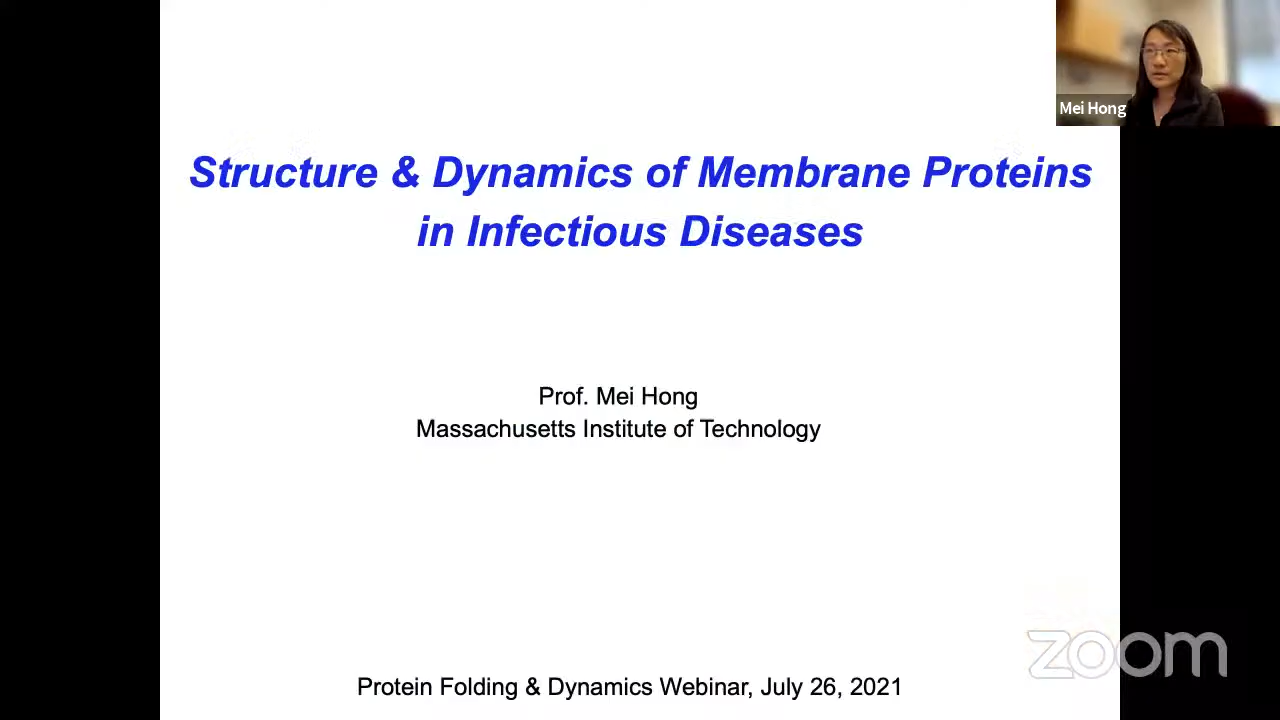 Mei Hong
Structure & Dynamics of Membrane Proteins
in Infectious Diseases
Prof. Mei Hong
Massachusetts Institute of Technology
zoom
Protein Folding & Dynamics Webinar, July 26, 2021